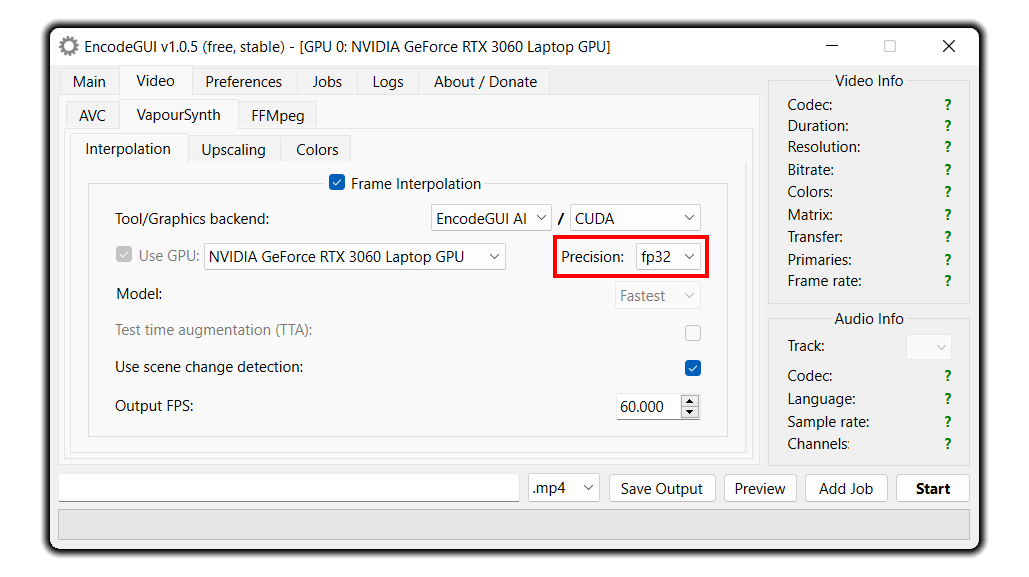 EncodeGUI v1.0.5 (free, stable) - [GPU 0: NVIDIA GeForce RTX 3060 Laptop GPU]
Main Video Preferences Jobs Logs About / Donate
AVC VapourSynth FFMpeg
Interpolation Upscaling Colors
Frame Interpolation
Tool/Graphics backend: EncodeGUI AI / CUDA
Use GPU: NVIDIA GeForce RTX 3060 Laptop GPU Precision: fp32
Model: Fastest
Test time augmentation (TTA):
Use scene change detection:
Output FPS: 60.000
Video Info
Codec: ?
Duration: ?
Resolution: ?
Bitrate: ?
Colors: ?
Matrix: ?
Transfer: ?
Primaries: ?
Frame rate: ?
Audio Info
Track:
Codec: ?
Language: ?
Sample rate: ?
Channels: ?
.mp4 Save Output Preview Add Job Start